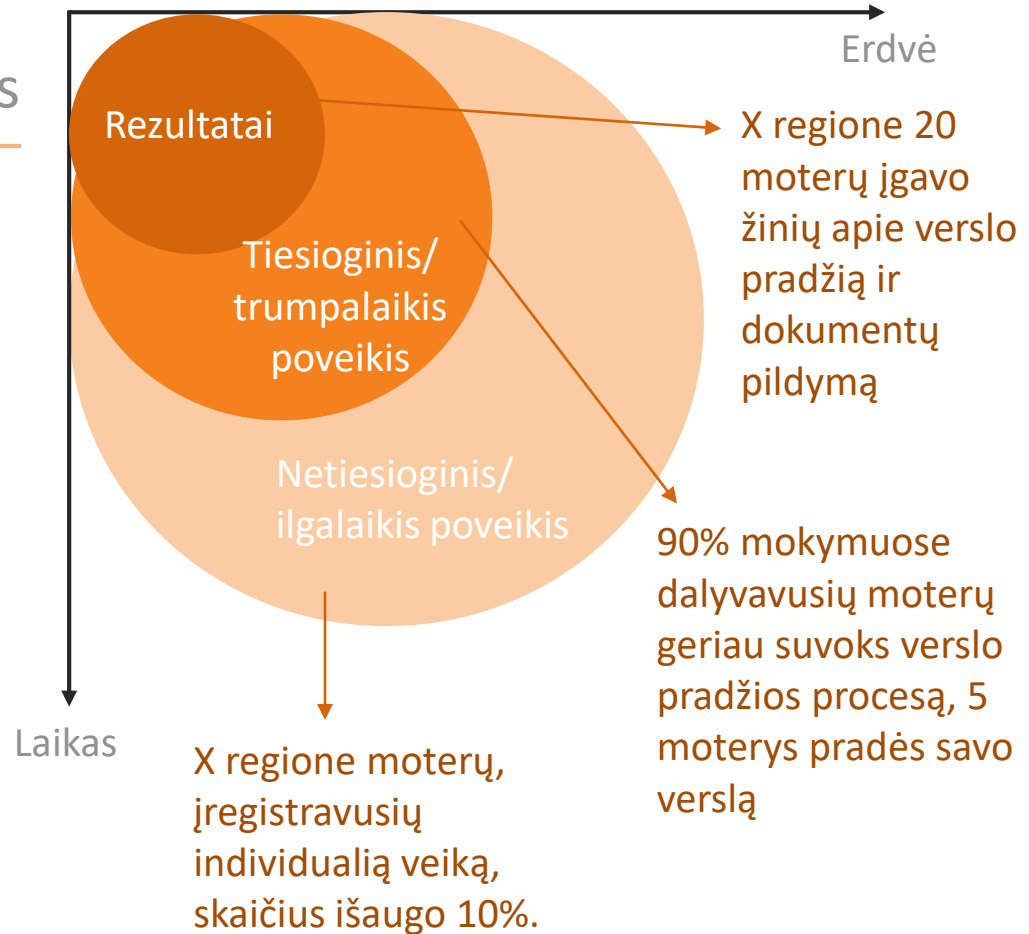 Erdvė
s
Rezultatai
X regione 20
moterų įgavo
žinių apie verslo
pradžią ir
dokumentų
pildymą
Tiesioginis/
trumpalaikis
poveikis
Netiesioginis/
ilgalaikis poveikis
90% mokymuose
dalyvavusių moterų
geriau suvoks verslo
pradžios procesą, 5
moterys pradės savo
verslą
Laikas
X regione moterų,
įregistravusių
individualią veiką,
skaičius išaugo 10%.